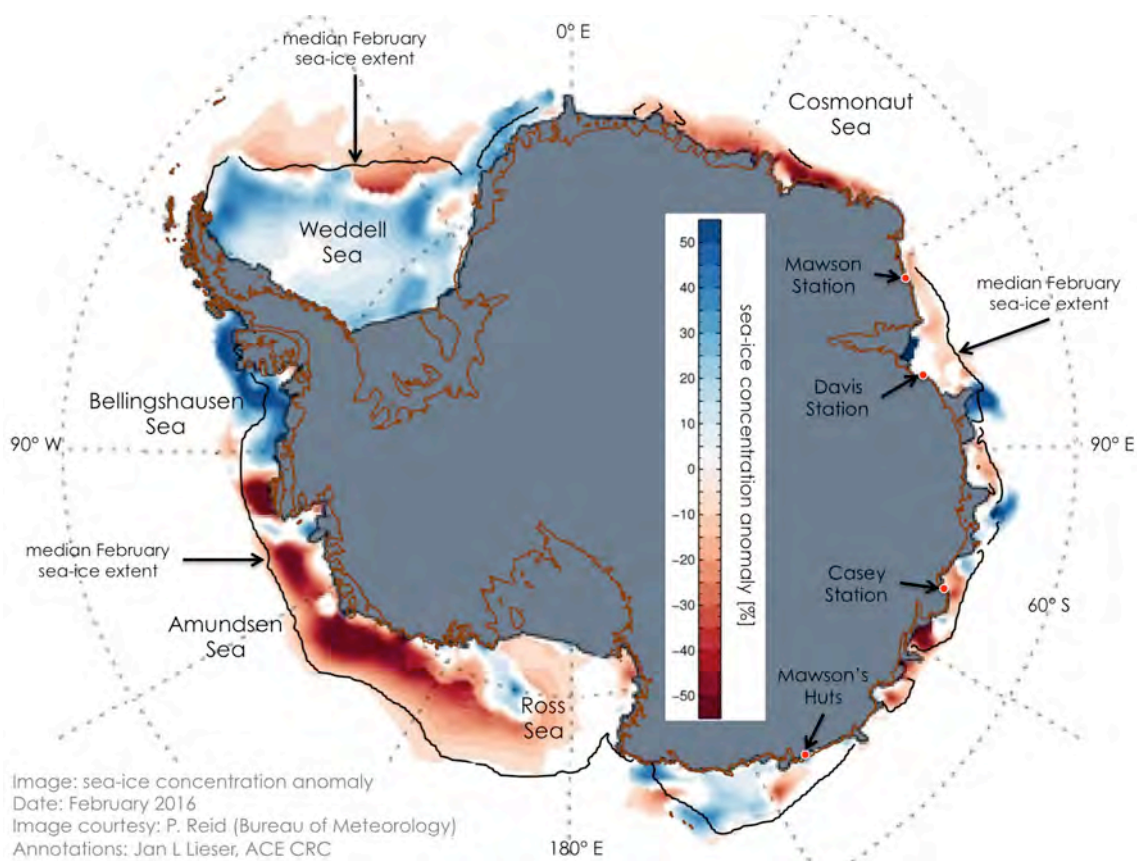 0° E
median February
sea-ice extent
Cosmonaut
Sea
Weddell
Sea
Mawson
Station
median February
sea-ice extent
Davis
Station
Bellingshausen
Sea
90° W
90° E
50
40
30
20
10
0
−10
−20
−30
−40
−50
sea-ice concentration anomaly [%]
median February
sea-ice extent
Casey
Station
60° S
Amundsen
Sea
Mawson's
Huts
Ross
Sea
Image: sea-ice concentration anomaly
Date: February 2016
Image courtesy: P. Reid (Bureau of Meteorology)
Annotations: Jan L Lieser, ACE CRC
180° E